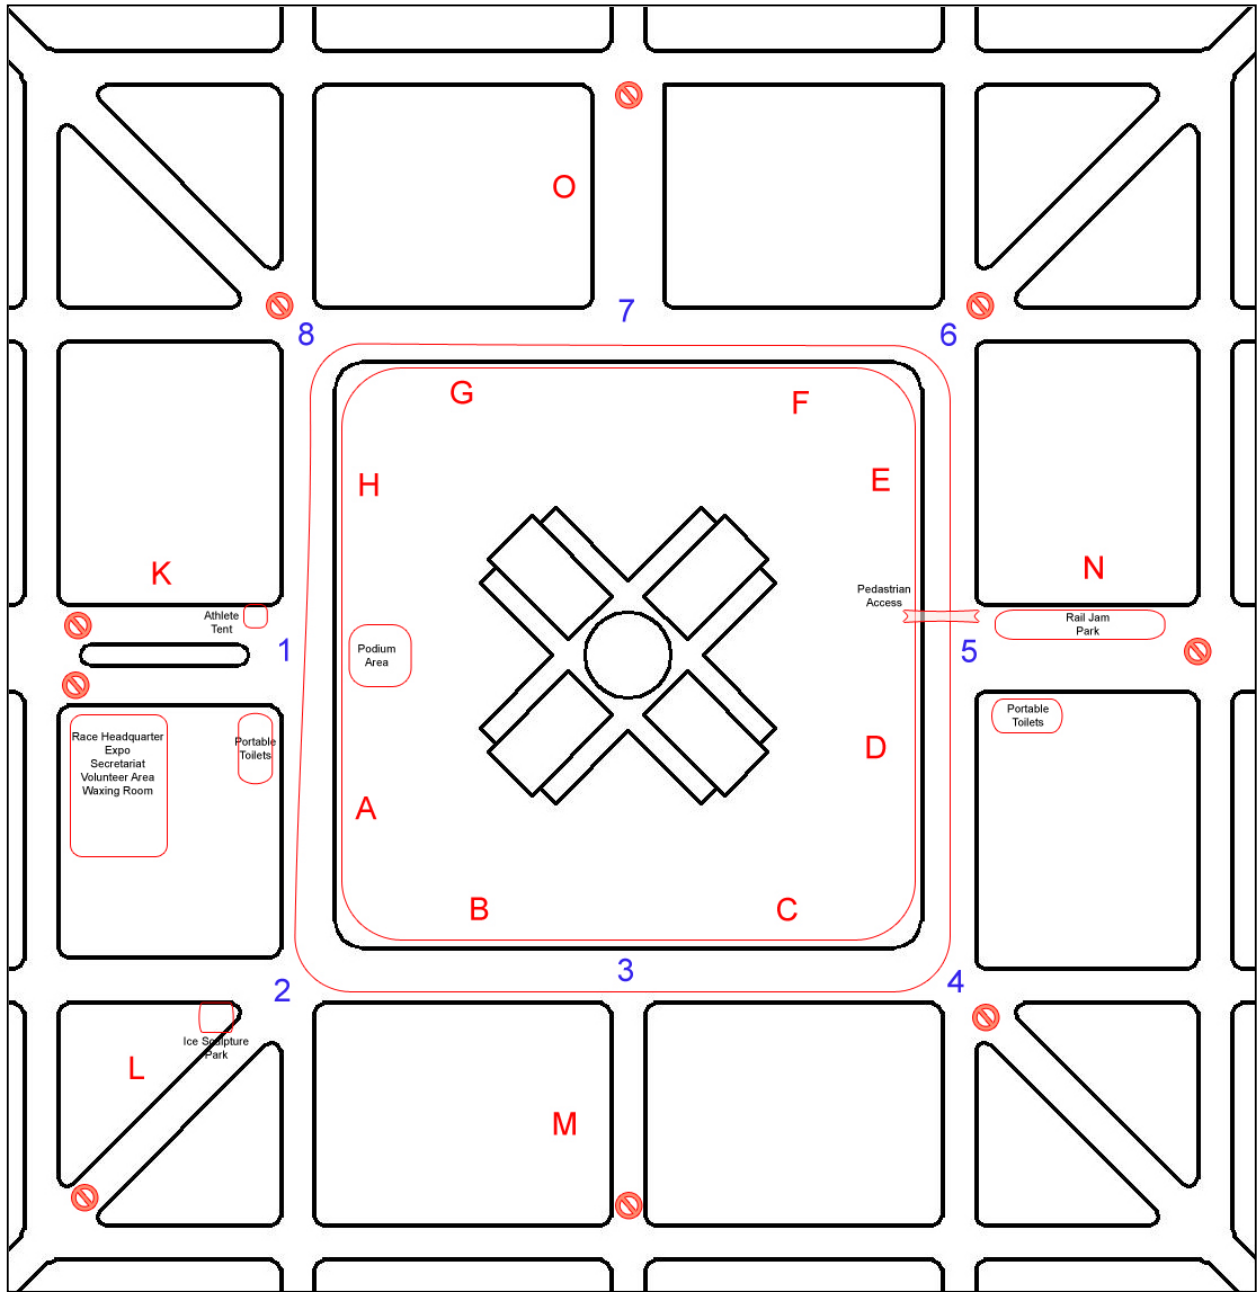 O
7
8
6
G
F
H
E
K
N
Pedastrian
Access
Athlete
Tent
Rail Jam
Park
1
5
Podium
Area
Portable
Toilets
Race Headquarter
Expo
Secretariat
Volunteer Area
Waxing Room
Portable
Toilets
D
A
B
C
3
2
4
Ice Sculpture
Park
L
M